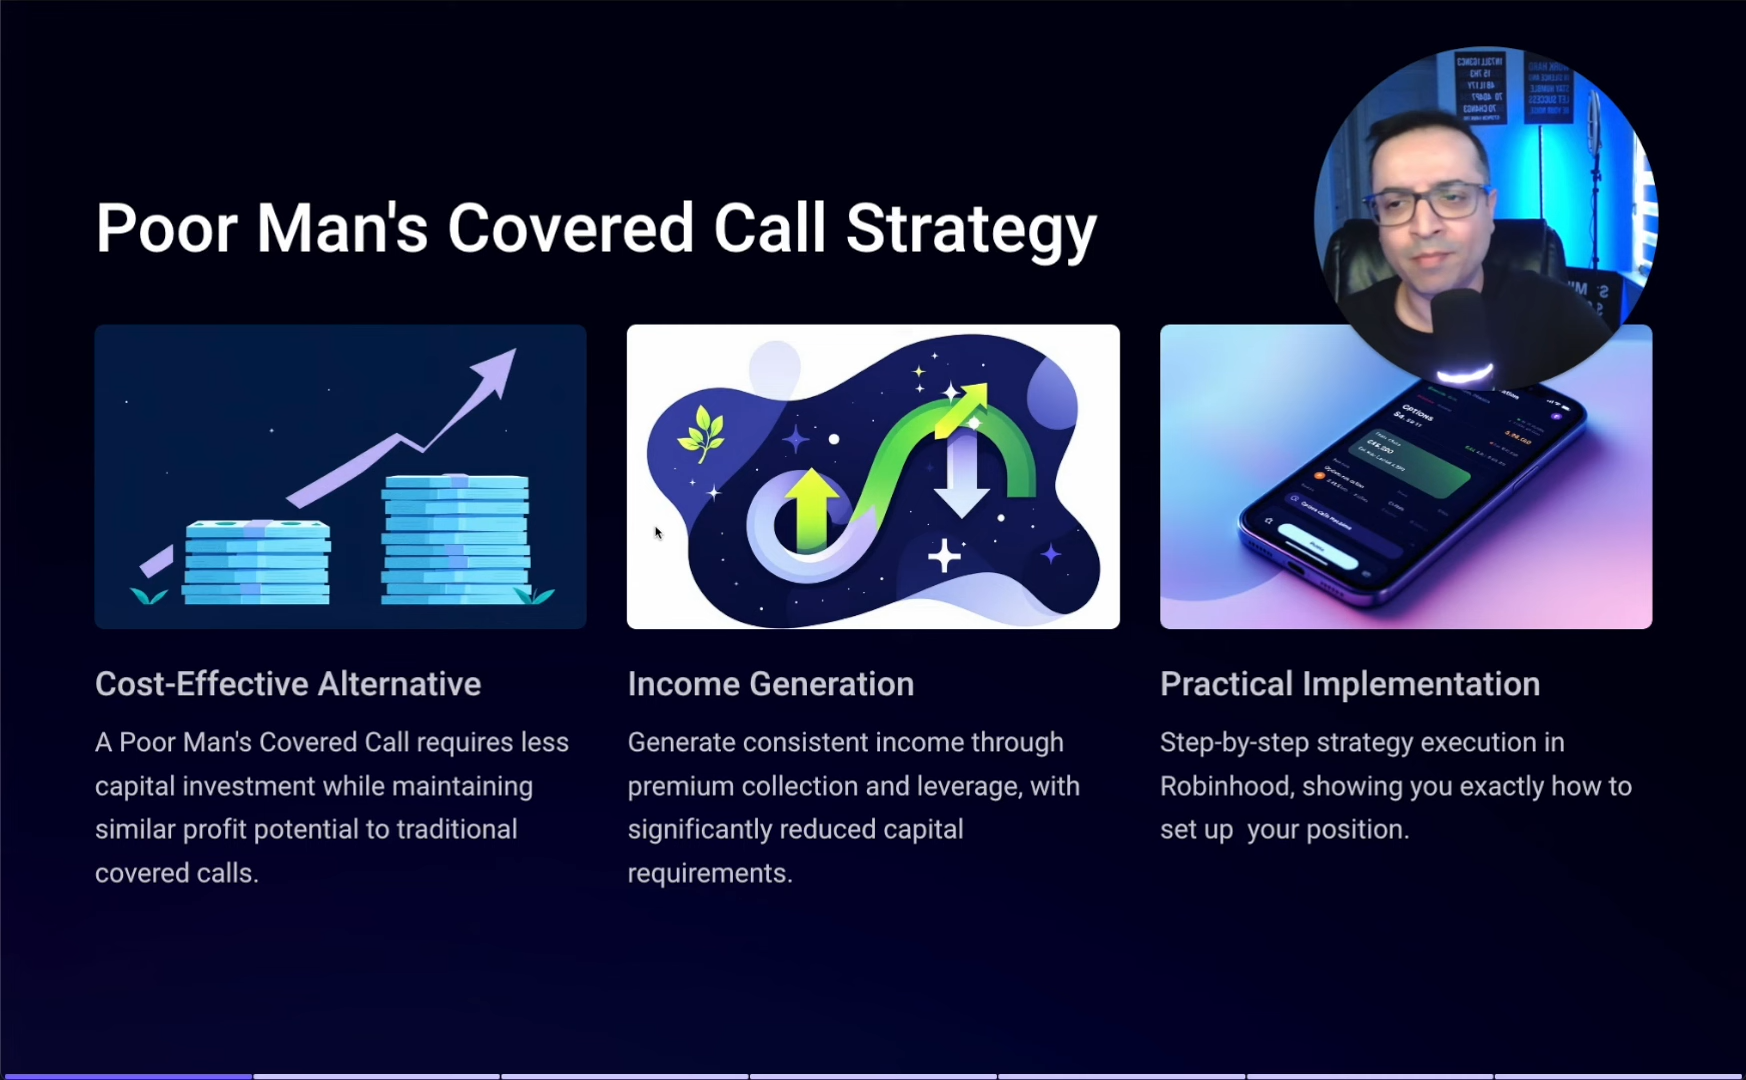 Poor Man's Covered Call Strategy
Cost-Effective Alternative
A Poor Man's Covered Call requires less
capital investment while maintaining
similar profit potential to traditional
covered calls.
Income Generation
Generate consistent income through
premium collection and leverage, with
significantly reduced capital
requirements.
Practical Implementation
Step-by-step strategy execution in
Robinhood, showing you exactly how to
set up  your position.